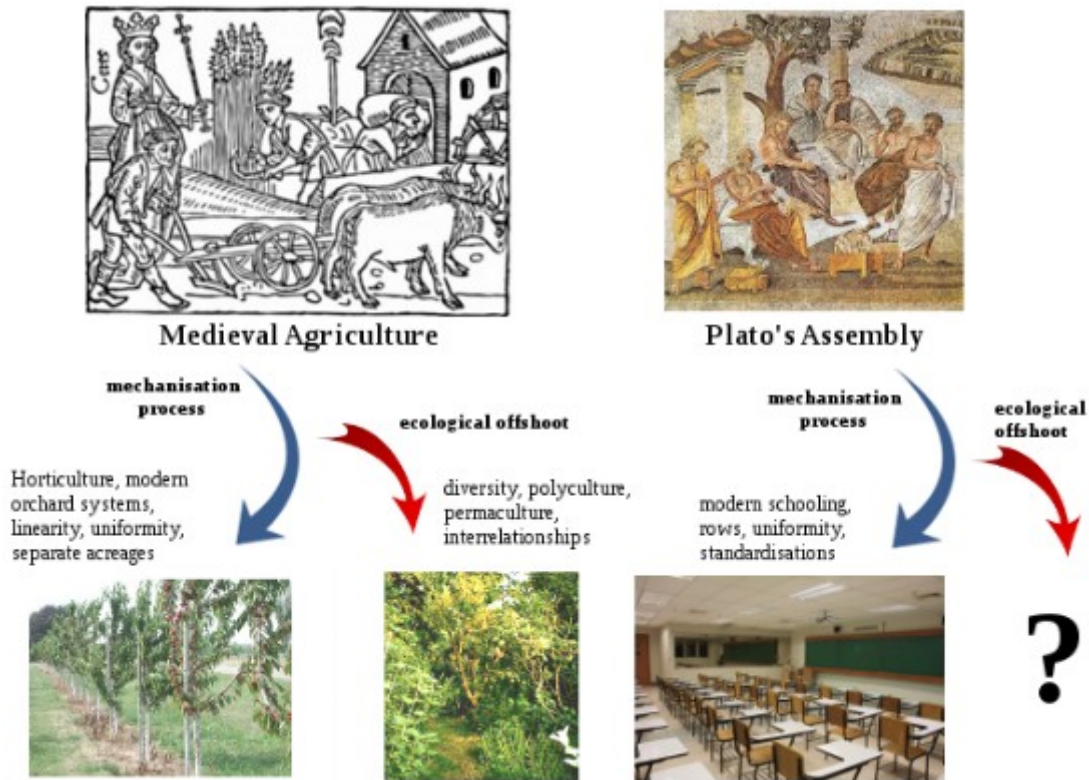 Ceres
Medieval Agriculture
Plato's Assembly
mechanisation
process
ecological offshoot
mechanisation
process
ecological
offshoot
Horticulture, modern
orchard systems,
linearity, uniformity,
separate acreages
diversity, polyculture,
permaculture,
interrelationships
modern schooling,
rows, uniformity,
standardisations
?